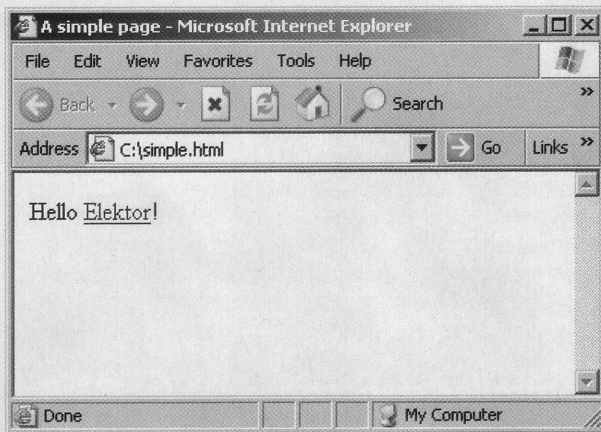 A simple page - Microsoft Internet Explorer
File Edit View Favorites Tools Help
Back Search »
Address C:\simple.html Go Links »
Hello Elektor!
Done My Computer